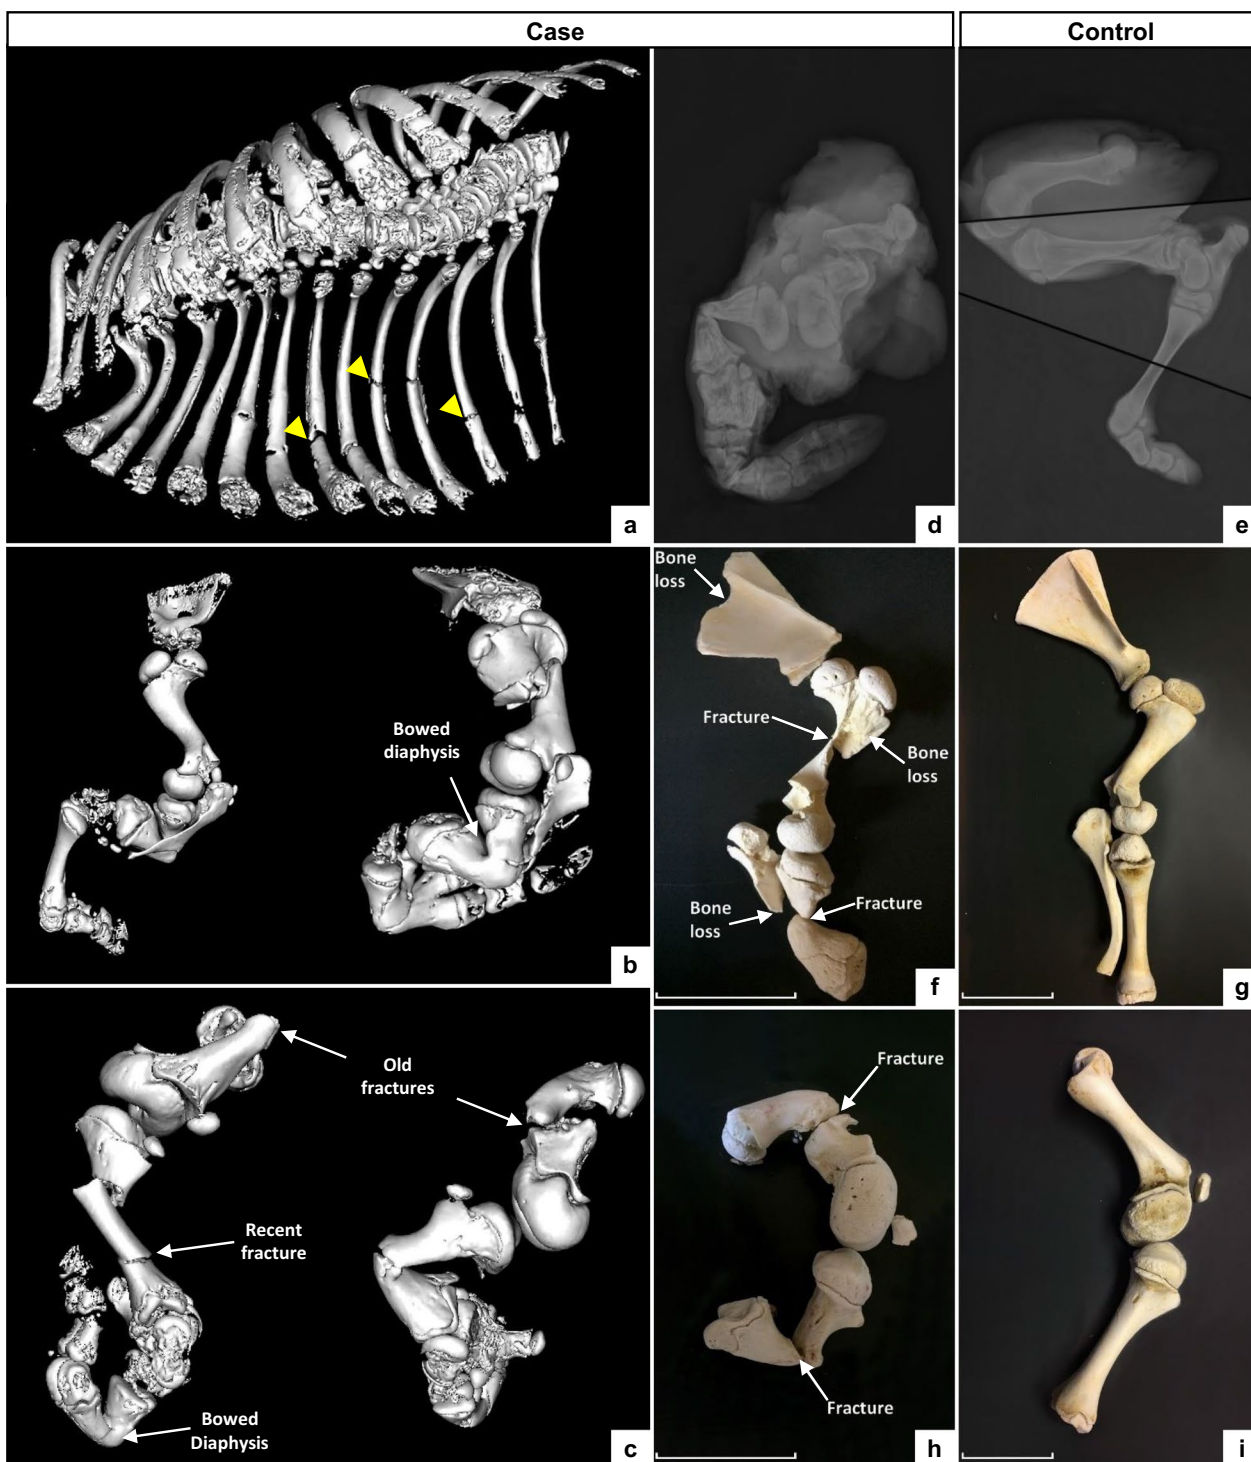 Case
Control
a
d
e
Bowed
diaphysis
b
Bone
loss
Fracture
Bone
loss
Bone
loss
Fracture
f
g
Old
fractures
Recent
fracture
Bowed
Diaphysis
c
Fracture
Fracture
h
i